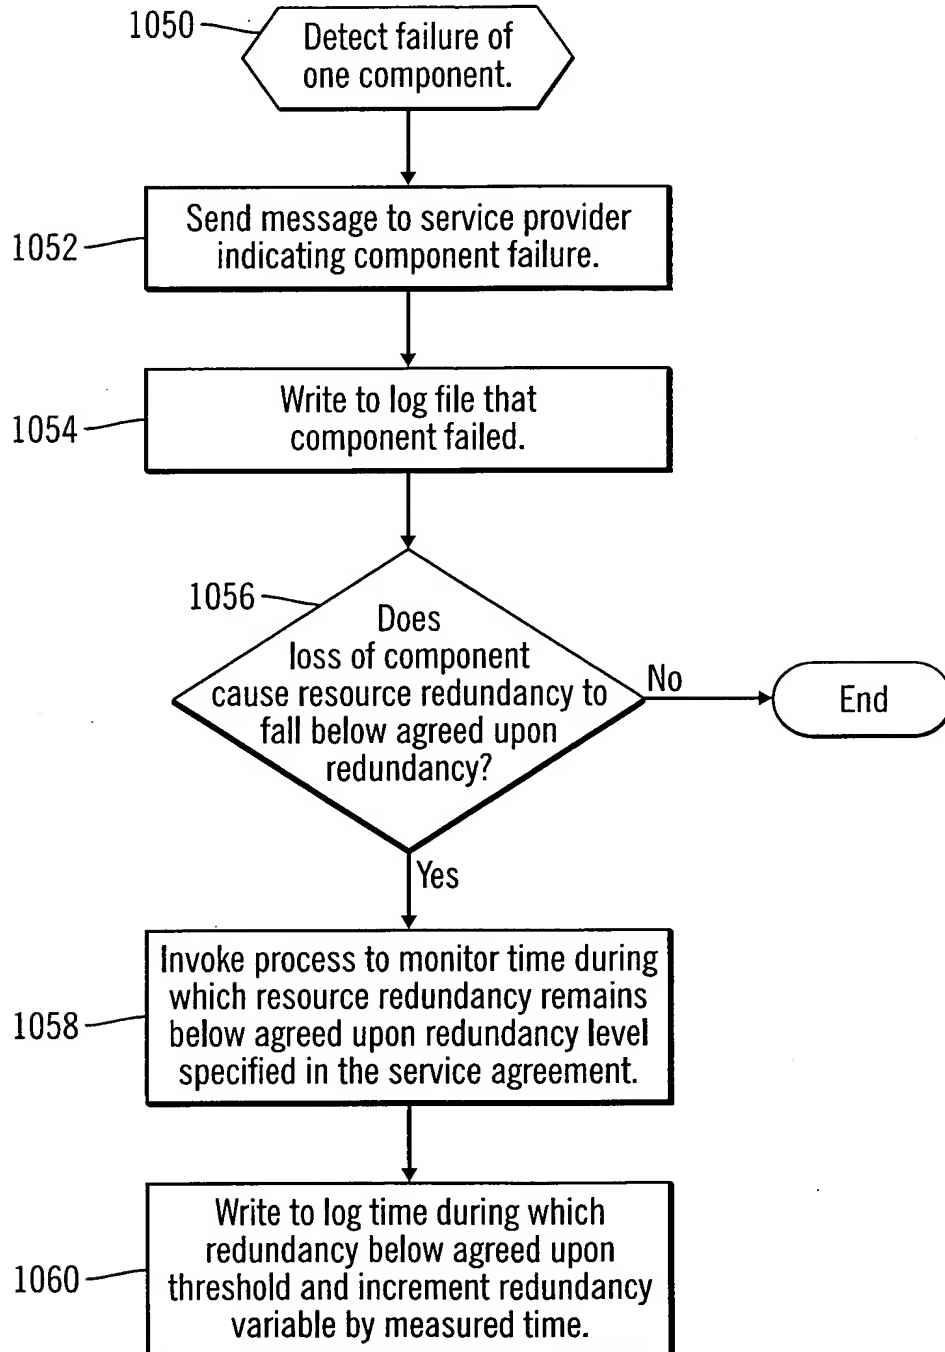 1050
Detect failure of
one component.
1052
Send message to service provider
indicating component failure.
1054
Write to log file that
component failed.
1056
Does
loss of component
cause resource redundancy to
fall below agreed upon
redundancy?
No
End
Yes
1058
Invoke process to monitor time during
which resource redundancy remains
below agreed upon redundancy level
specified in the service agreement.
1060
Write to log time during which
redundancy below agreed upon
threshold and increment redundancy
variable by measured time.